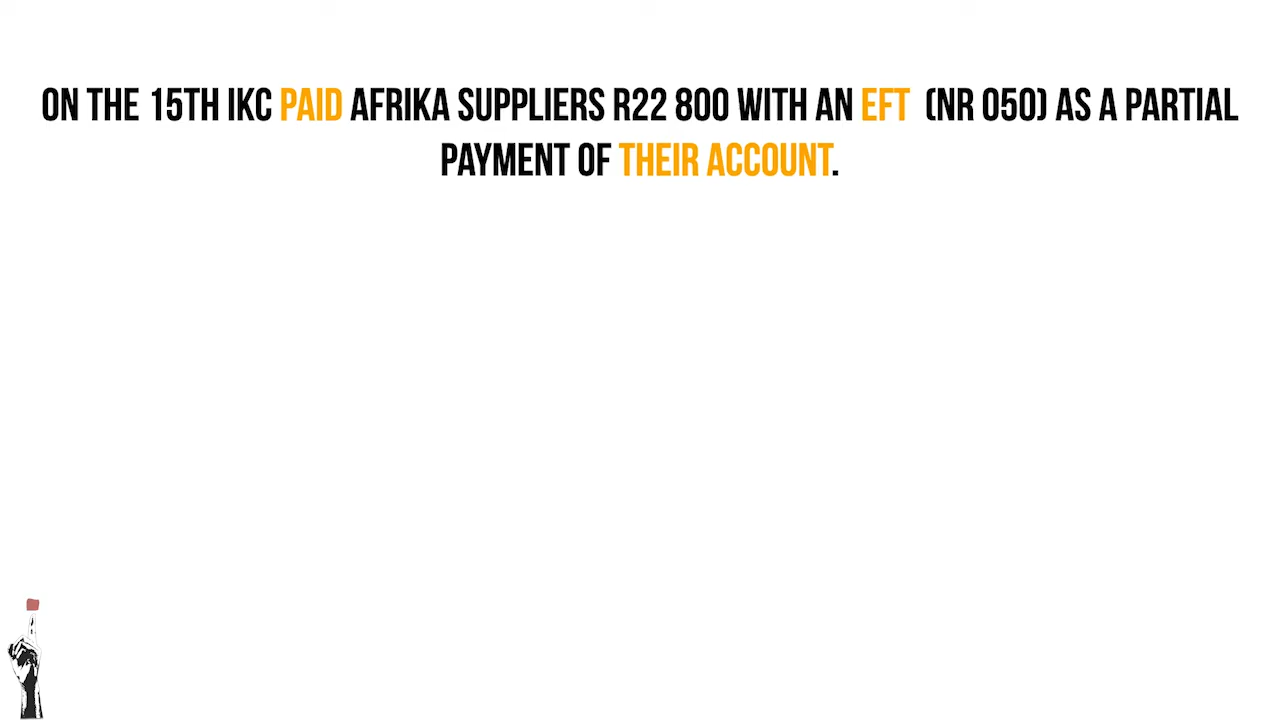 ON THE 15TH IKC PAID AFRIKA SUPPLIERS R22 800 WITH AN EFT (NR 050) AS A PARTIAL
PAYMENT OF THEIR ACCOUNT.